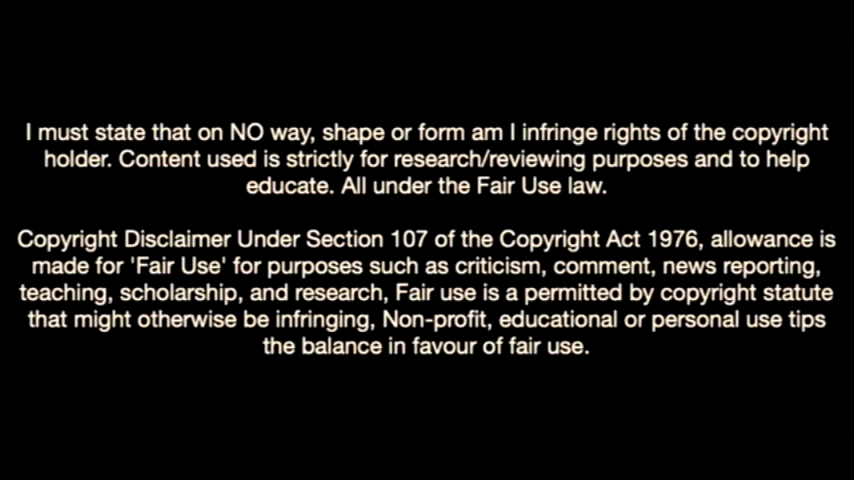 I must state that on NO way, shape or form am I infringe rights of the copyright
holder. Content used is strictly for research/reviewing purposes and to help
educate. All under the Fair Use law.
Copyright Disclaimer Under Section 107 of the Copyright Act 1976, allowance is
made for 'Fair Use' for purposes such as criticism, comment, news reporting,
teaching, scholarship, and research, Fair use is a permitted by copyright statute
that might otherwise be infringing, Non-profit, educational or personal use tips
the balance in favour of fair use.